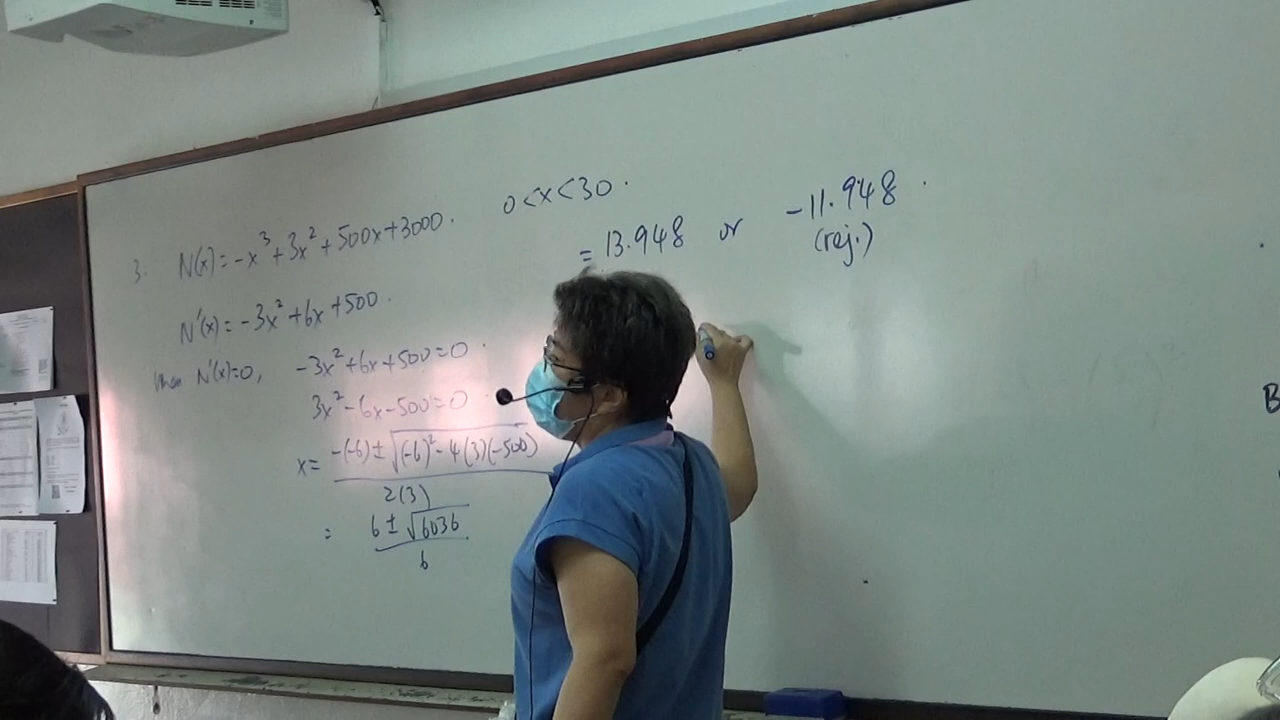 3. N(x) = -x³ + 3x² + 500x + 3000. 0 < x < 30.
N'(x) = -3x² + 6x + 500.
When N'(x)=0, -3x² + 6x + 500 = 0.
3x² - 6x - 500 = 0
x = -(-6) ± √(-6)² - 4(3)(-500)
2(3)
= 6 ± √6036
6
= 13.948 or -11.948.
(rej.)
B